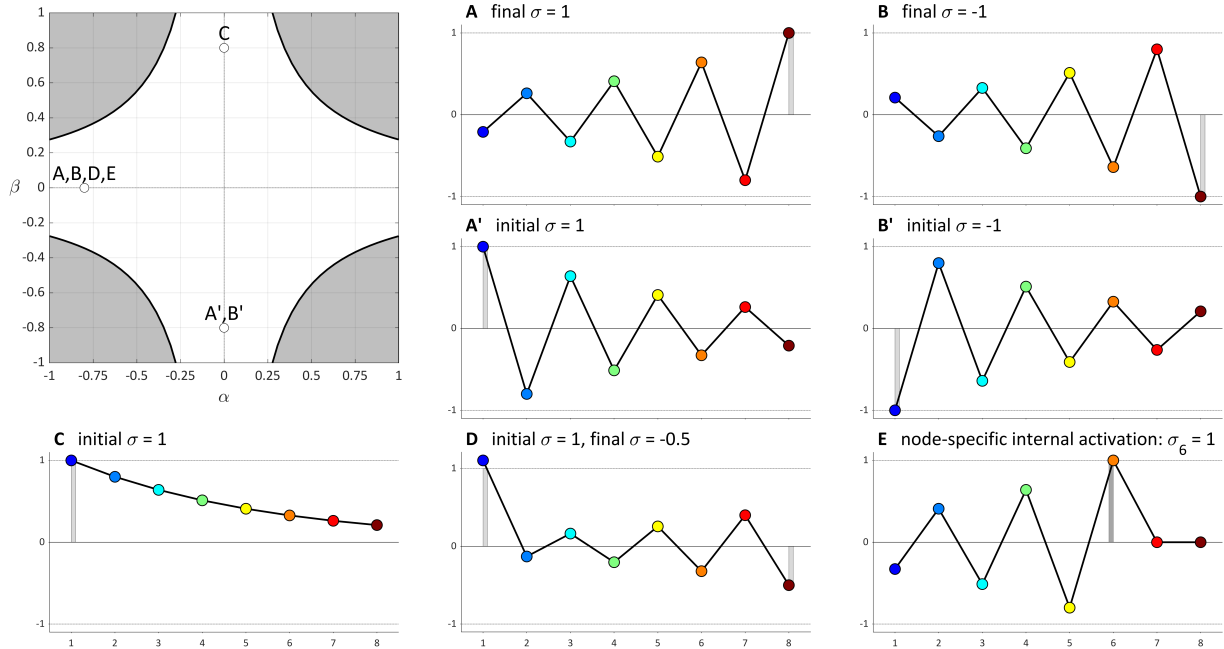 1
0.8
0.6
0.4
0.2
0
-0.2
-0.4
-0.6
-0.8
-1
β
C
A,B,D,E
A',B'
-1 -0.75 -0.5 -0.25 0 0.25 0.5 0.75 1
α
A final σ = 1
1
0
-1
B final σ = -1
1
0
-1
A' initial σ = 1
1
0
-1
B' initial σ = -1
1
0
-1
C initial σ = 1
1
0
-1
1 2 3 4 5 6 7 8
D initial σ = 1, final σ = -0.5
1
0
-1
1 2 3 4 5 6 7 8
E node-specific internal activation: σ₆ = 1
1
0
-1
1 2 3 4 5 6 7 8